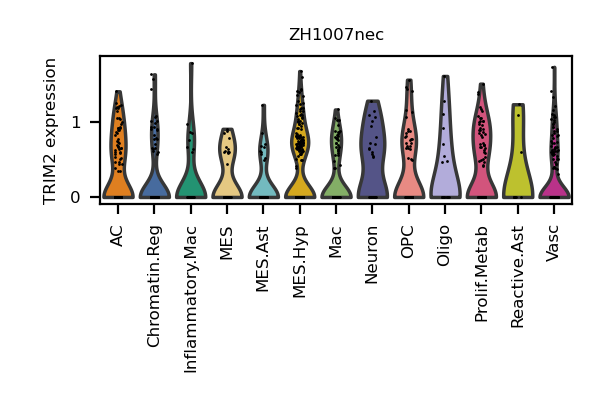 ZH1007nec
TRIM2 expression
1
0
AC
Chromatin.Reg
Inflammatory.Mac
MES
MES.Ast
MES.Hyp
Mac
Neuron
OPC
Oligo
Prolif.Metab
Reactive.Ast
Vasc